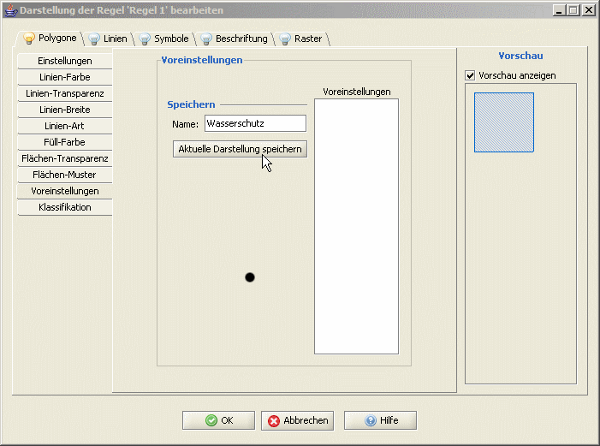 Darstellung der Regel 'Regel 1' bearbeiten
Polygone Linien Symbole Beschriftung Raster
Einstellungen
Linien-Farbe
Linien-Transparenz
Linien-Breite
Linien-Art
Füll-Farbe
Flächen-Transparenz
Flächen-Muster
Voreinstellungen
Klassifikation
Voreinstellungen
Speichern
Name: Wasserschutz
Aktuelle Darstellung speichern
Voreinstellungen
Vorschau
Vorschau anzeigen
OK Abbrechen Hilfe